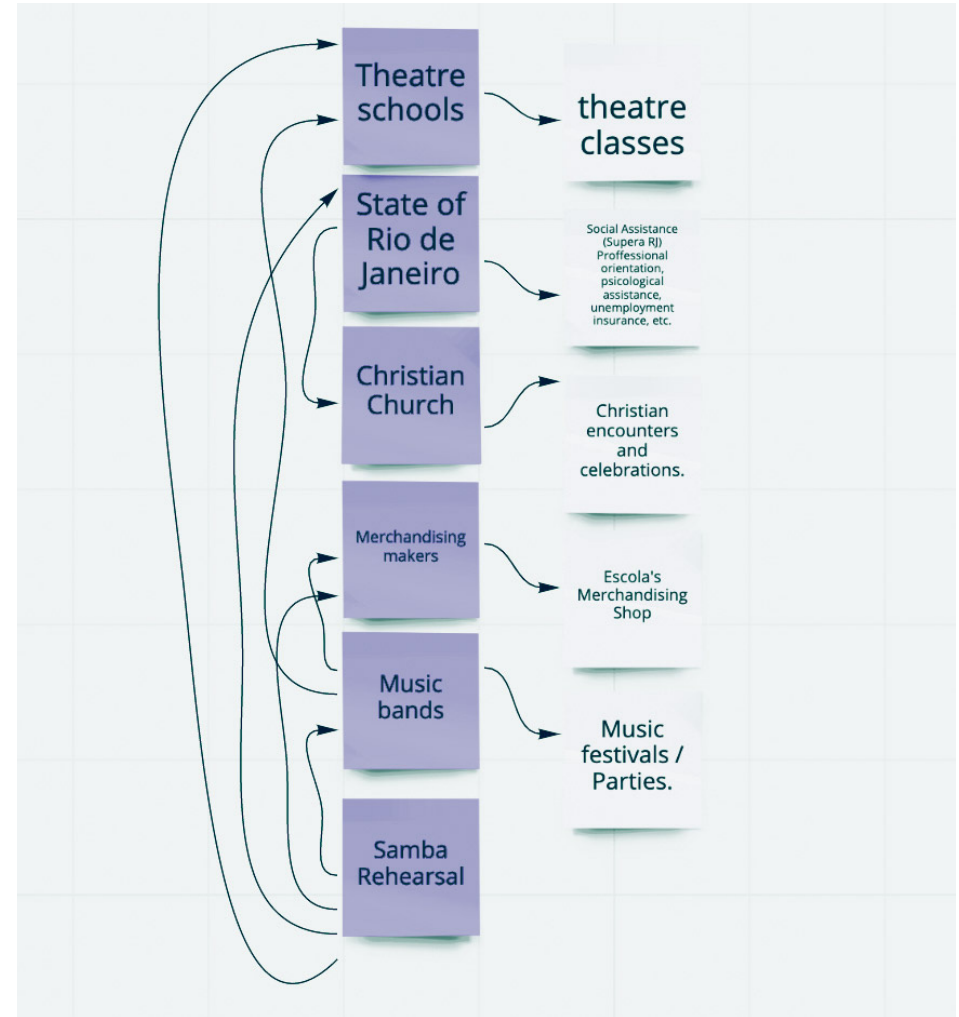 Theatre
schools
theatre
classes
State of
Rio de
Janeiro
Social Assistance
(Supera RJ)
Proffessional
orientation,
psicological
assistance,
unemployment
insurance, etc.
Christian
Church
Christian
encounters
and
celebrations.
Merchandising
makers
Escola's
Merchandising
Shop
Music
bands
Music
festivals /
Parties.
Samba
Rehearsal